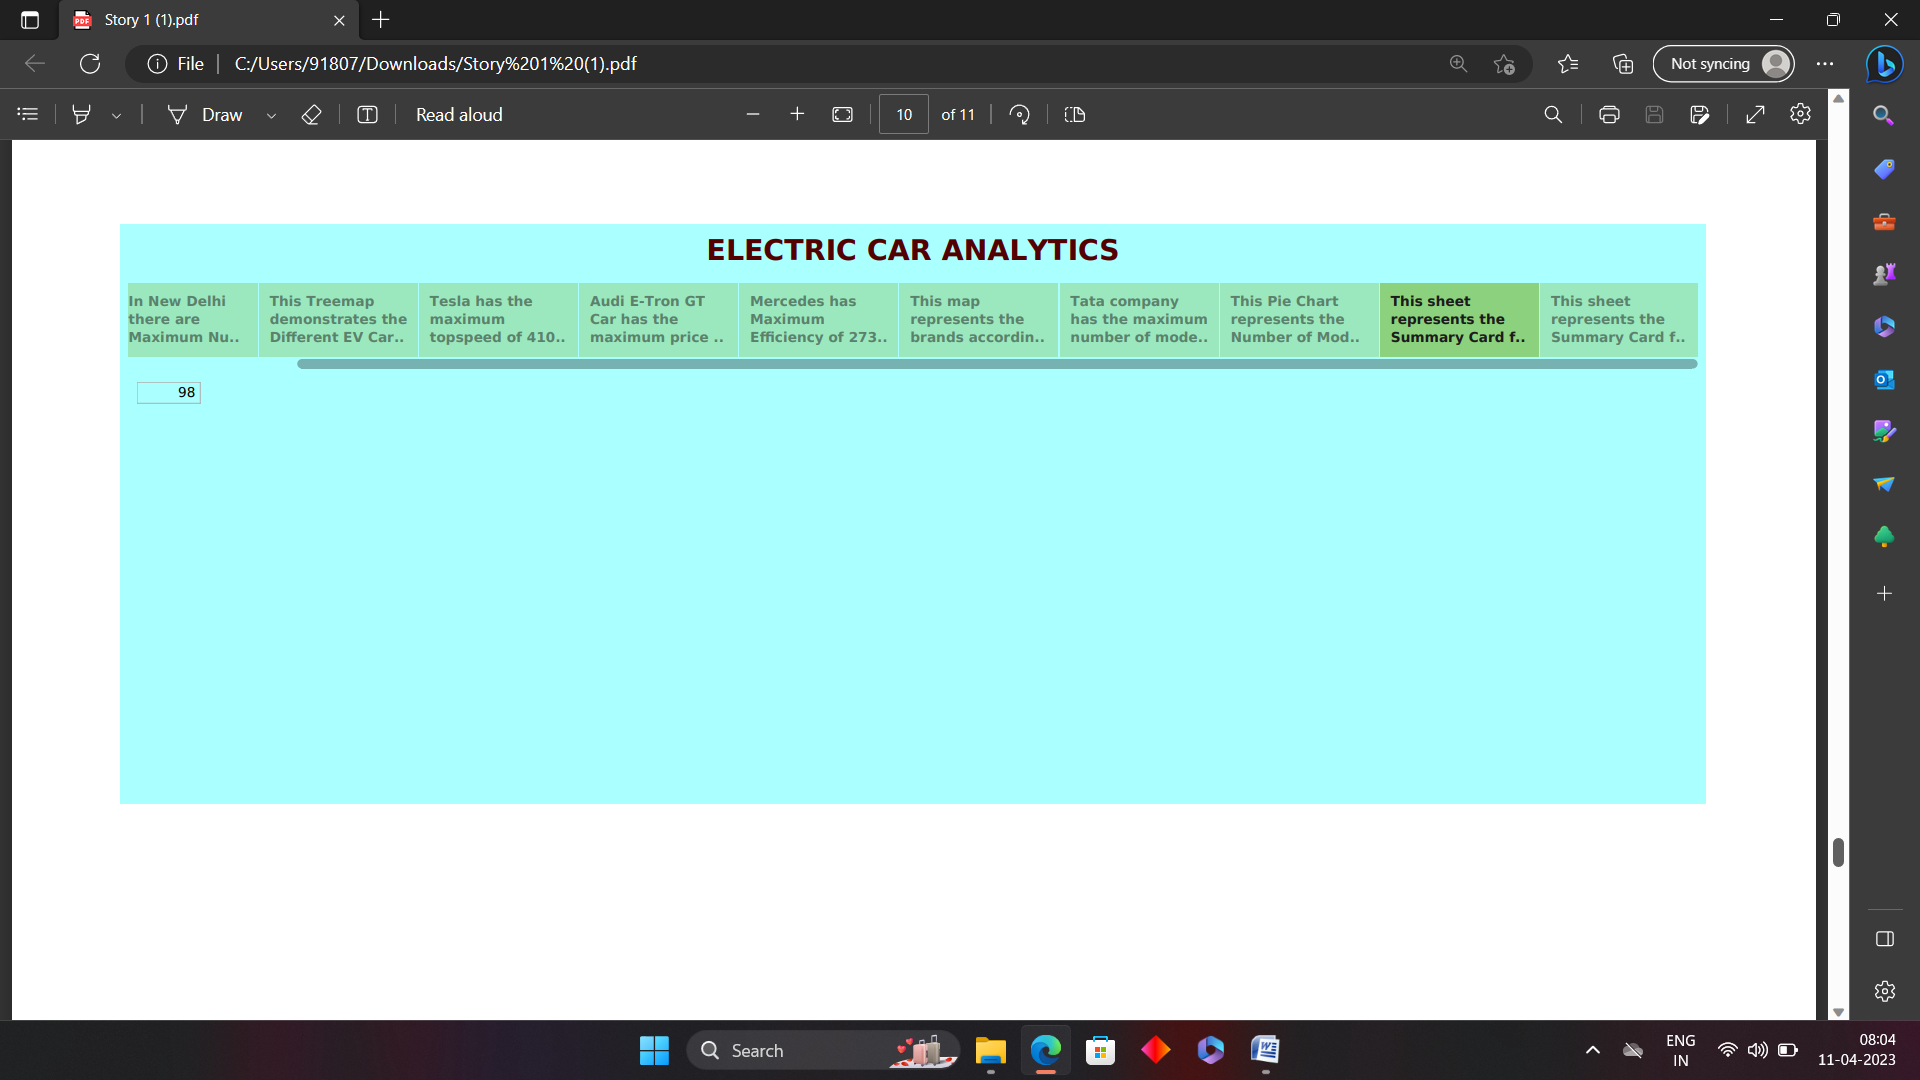 Story 1 (1).pdf
File
C:/Users/91807/Downloads/Story%201%20(1).pdf
Not syncing
Draw
Read aloud
10 of 11
ELECTRIC CAR ANALYTICS
In New Delhi
there are
Maximum Nu..
This Treemap
demonstrates the
Different EV Car..
Tesla has the
maximum
topspeed of 410..
Audi E-Tron GT
Car has the
maximum price ..
Mercedes has
Maximum
Efficiency of 273..
This map
represents the
brands accordin..
Tata company
has the maximum
number of mode..
This Pie Chart
represents the
Number of Mod..
This sheet
represents the
Summary Card f..
This sheet
represents the
Summary Card f..
98
Search
ENG
IN
08:04
11-04-2023